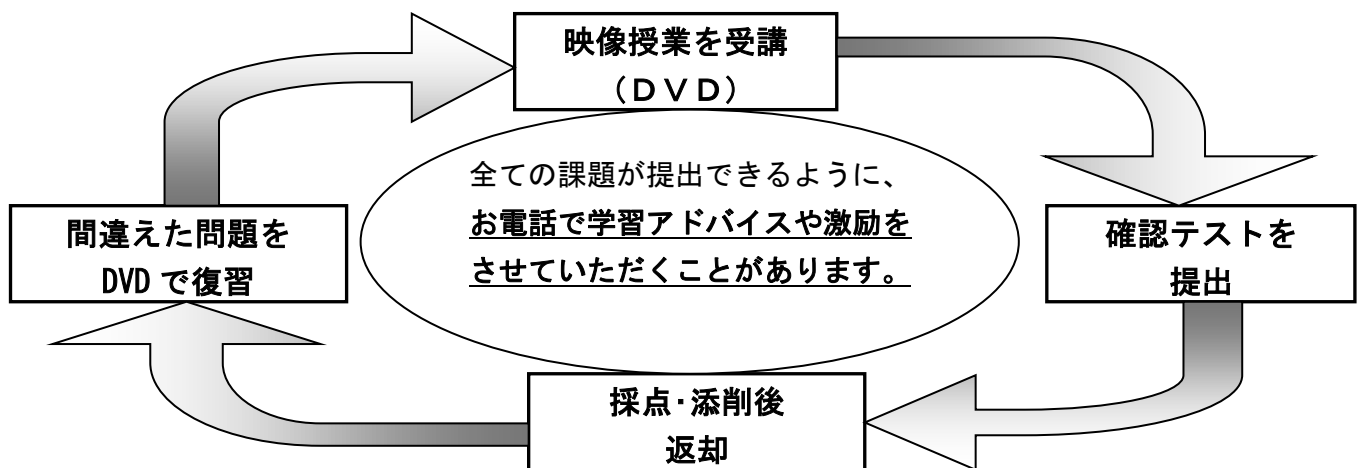 映像授業を受講
（ＤＶＤ）
全ての課題が提出できるように、
お電話で学習アドバイスや激励を
させていただくことがあります。
間違えた問題を
DVDで復習
確認テストを
提出
採点・添削後
返却